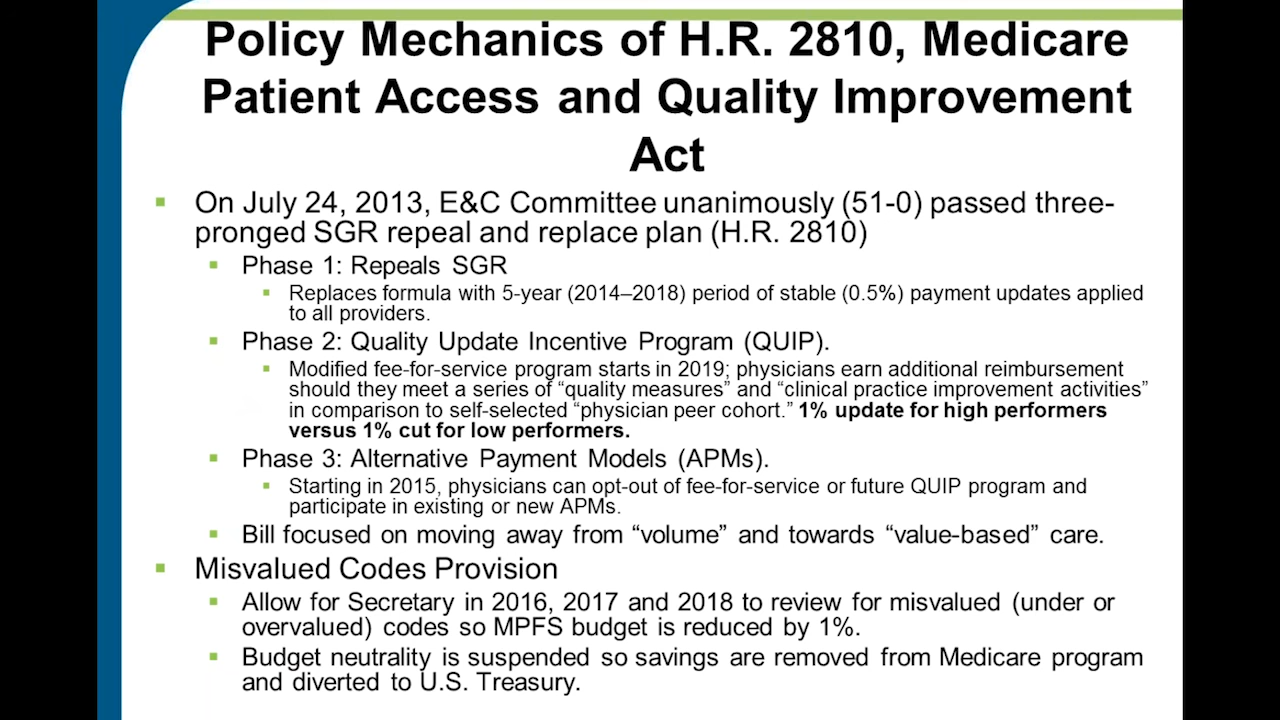 Policy Mechanics of H.R. 2810, Medicare
Patient Access and Quality Improvement
Act
On July 24, 2013, E&C Committee unanimously (51-0) passed three-
pronged SGR repeal and replace plan (H.R. 2810)
Phase 1: Repeals SGR
Replaces formula with 5-year (2014–2018) period of stable (0.5%) payment updates applied
to all providers.
Phase 2: Quality Update Incentive Program (QUIP).
Modified fee-for-service program starts in 2019; physicians earn additional reimbursement
should they meet a series of “quality measures” and “clinical practice improvement activities”
in comparison to self-selected “physician peer cohort.” 1% update for high performers
versus 1% cut for low performers.
Phase 3: Alternative Payment Models (APMs).
Starting in 2015, physicians can opt-out of fee-for-service or future QUIP program and
participate in existing or new APMs.
Bill focused on moving away from “volume” and towards “value-based” care.
Misvalued Codes Provision
Allow for Secretary in 2016, 2017 and 2018 to review for misvalued (under or
overvalued) codes so MPFS budget is reduced by 1%.
Budget neutrality is suspended so savings are removed from Medicare program
and diverted to U.S. Treasury.